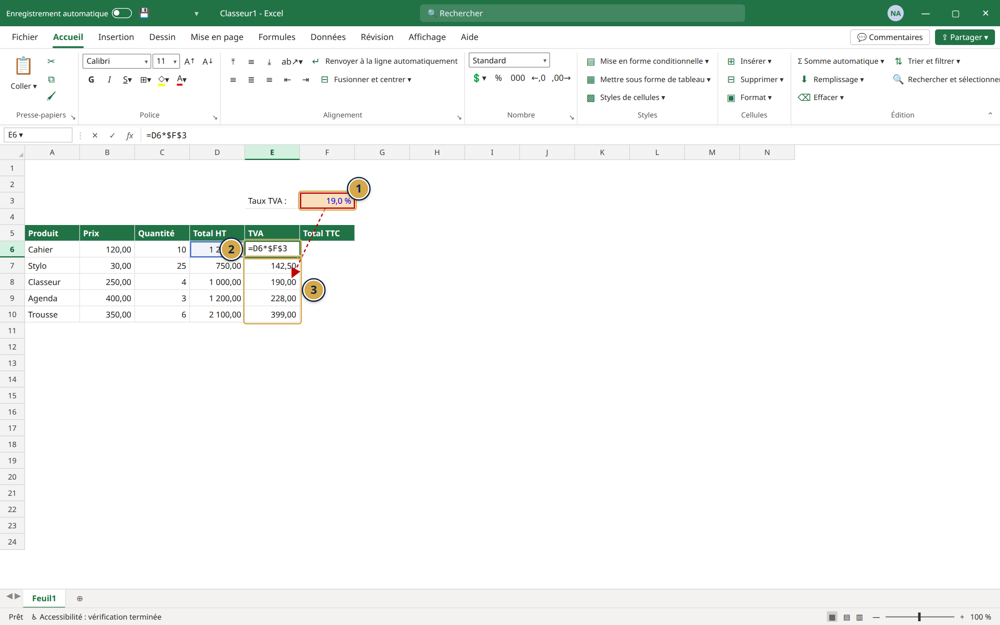 Enregistrement automatique
Classeur1 - Excel
Rechercher
NA
Fichier Accueil Insertion Dessin Mise en page Formules Données Révision Affichage Aide
Commentaires
Partager
Coller
Presse-papiers
Calibri 11
G I S A
Police
ab
Renvoyer à la ligne automatiquement
Fusionner et centrer
Alignement
Standard
% 000 ←,0 ,00→
Nombre
Mise en forme conditionnelle
Mettre sous forme de tableau
Styles de cellules
Styles
Insérer
Supprimer
Format
Cellules
Σ Somme automatique
Remplissage
Effacer
Trier et filtrer
Rechercher et sélectionner
Édition
E6 fx =D6*$F$3
A B C D E F G H I J K L M N
1
2
3 Taux TVA : 19,0 % 1
4
5 Produit Prix Quantité Total HT TVA Total TTC
6 Cahier 120,00 10 1 2 2 =D6*$F$3
7 Stylo 30,00 25 750,00 142,50
8 Classeur 250,00 4 1 000,00 190,00
3
9 Agenda 400,00 3 1 200,00 228,00
10 Trousse 350,00 6 2 100,00 399,00
11
12
13
14
15
16
17
18
19
20
21
22
23
24
Feuil1
Prêt Accessibilité : vérification terminée
— + 100 %